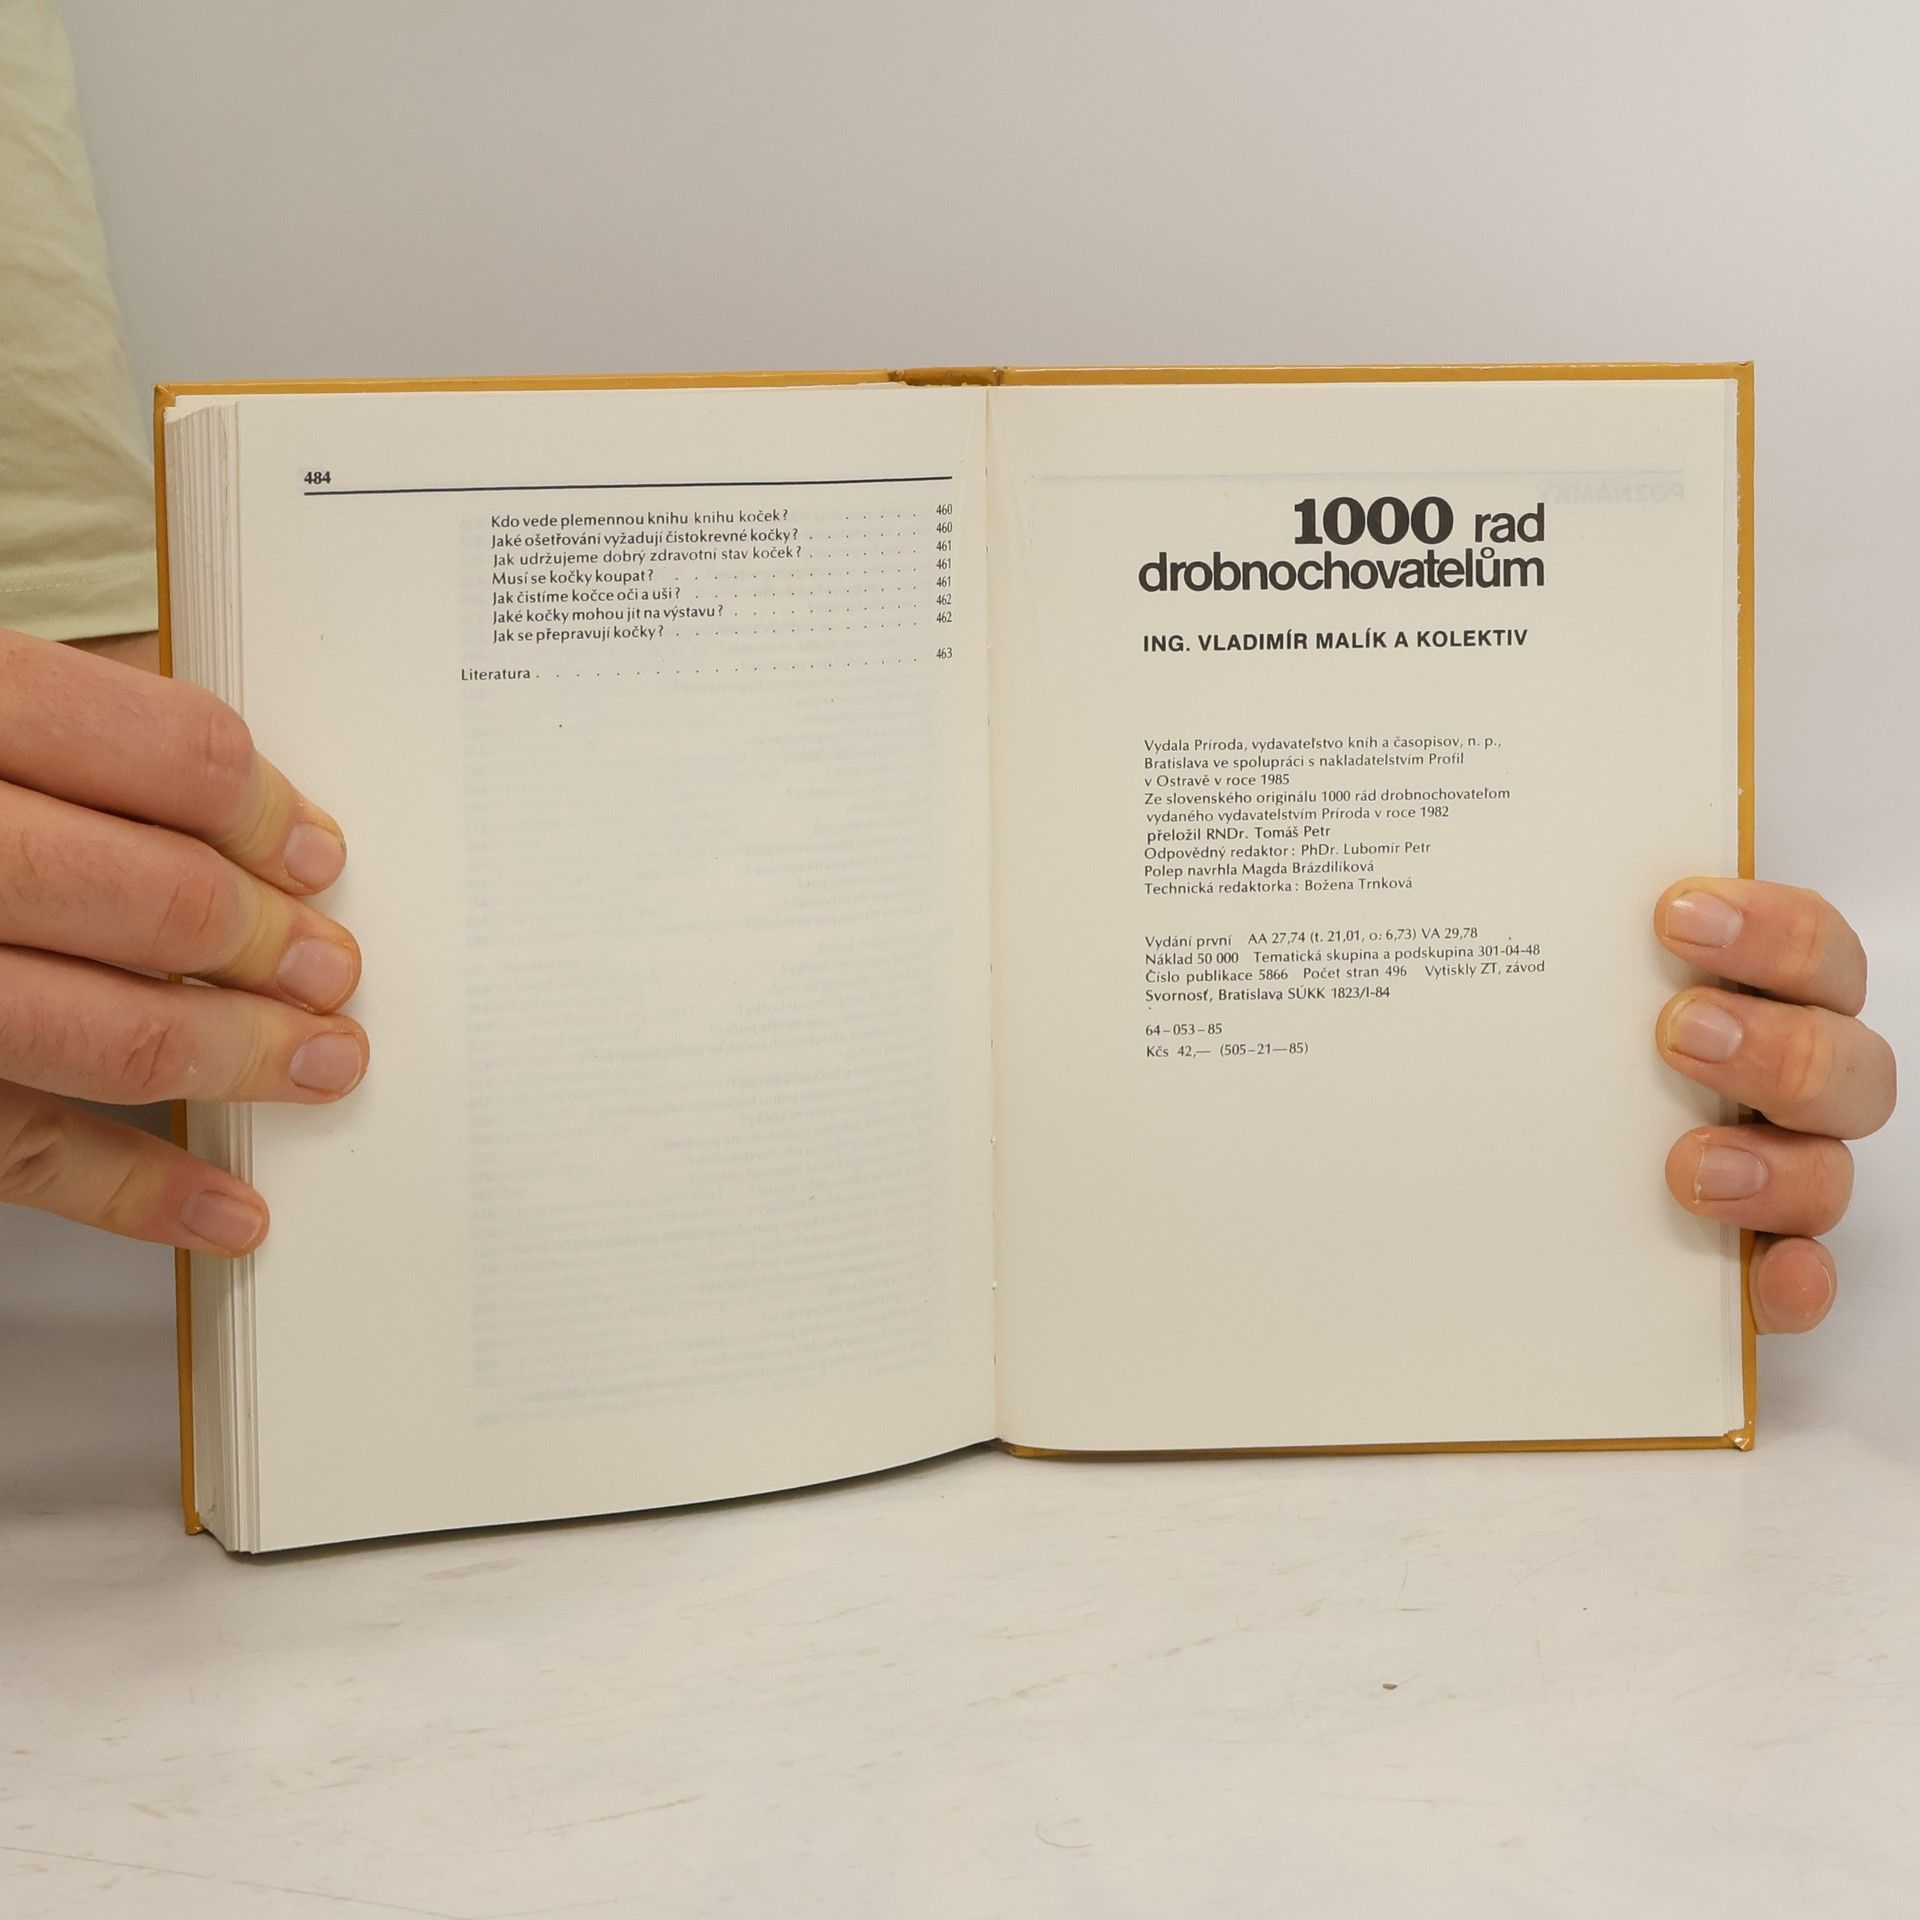 484
Kdo vede plemennou knihu knihu koček? . . . . . 460
Jaké ošetřování vyžadují čistokrevné kočky? . . . . . . . 460
Jak udržujeme dobrý zdravotní stav koček? . . . . . . . 461
Musí se kočky koupat? . . . . . . . . . . . . . 461
Jak čistíme kočce oči a uši? . . . . . . . . . . . . 461
Jaké kočky mohou jít na výstavu? . . . . . . . . . . 462
Jak se přepravují kočky? . . . . . . . . . . . . . 462
Literatura . . . . . . . . . . . . . . . . . 463
POZNÁMKY
1000 rad
drobnochovatelům
ING. VLADIMÍR MALÍK A KOLEKTIV
Vydala Príroda, vydavateľstvo kníh a časopisov, n. p.,
Bratislava ve spolupráci s nakladatelstvím Profil
v Ostravě v roce 1985
Ze slovenského originálu 1000 rád drobnochovateľom
vydaného vydavatelstvím Príroda v roce 1982
přeložil RNDr. Tomáš Petr
Odpovědný redaktor: PhDr. Lubomír Petr
Polep navrhla Magda Brázdilíková
Technická redaktorka: Božena Trnková
Vydání první AA 27,74 (t. 21,01, o: 6,73) VA 29,78
Náklad 50 000 Tematická skupina a podskupina 301-04-48
Číslo publikace 5866 Počet stran 496 Vytiskly ZT, závod
Svornosť, Bratislava SÚKK 1823/I-84
64–053–85
Kčs 42,— (505–21—85)